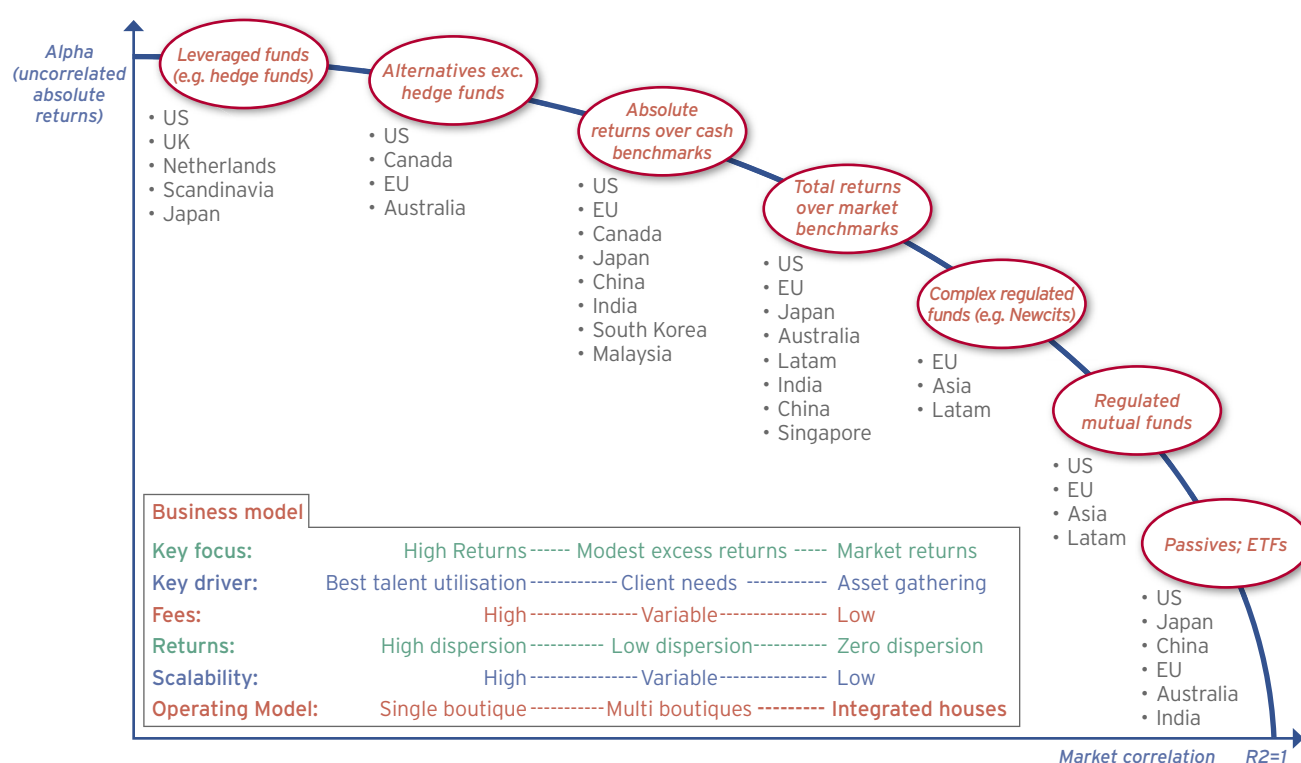 Alpha
(uncorrelated
absolute
returns)
Leveraged funds
(e.g. hedge funds)
• US
• UK
• Netherlands
• Scandinavia
• Japan
Alternatives exc.
hedge funds
• US
• Canada
• EU
• Australia
Absolute
returns over cash
benchmarks
• US
• EU
• Canada
• Japan
• China
• India
• South Korea
• Malaysia
Total returns
over market
benchmarks
• US
• EU
• Japan
• Australia
• Latam
• India
• China
• Singapore
Complex regulated
funds (e.g. Newcits)
• EU
• Asia
• Latam
Regulated
mutual funds
• US
• EU
• Asia
• Latam
Passives; ETFs
• US
• Japan
• China
• EU
• Australia
• India
Business model
Key focus: High Returns ------ Modest excess returns ----- Market returns
Key driver: Best talent utilisation ------------- Client needs ------------ Asset gathering
Fees: High ---------------- Variable ---------------- Low
Returns: High dispersion ------------- Low dispersion ------------- Zero dispersion
Scalability: High ---------------- Variable ---------------- Low
Operating Model: Single boutique ----------- Multi boutiques --------- Integrated houses
Market correlation R2=1